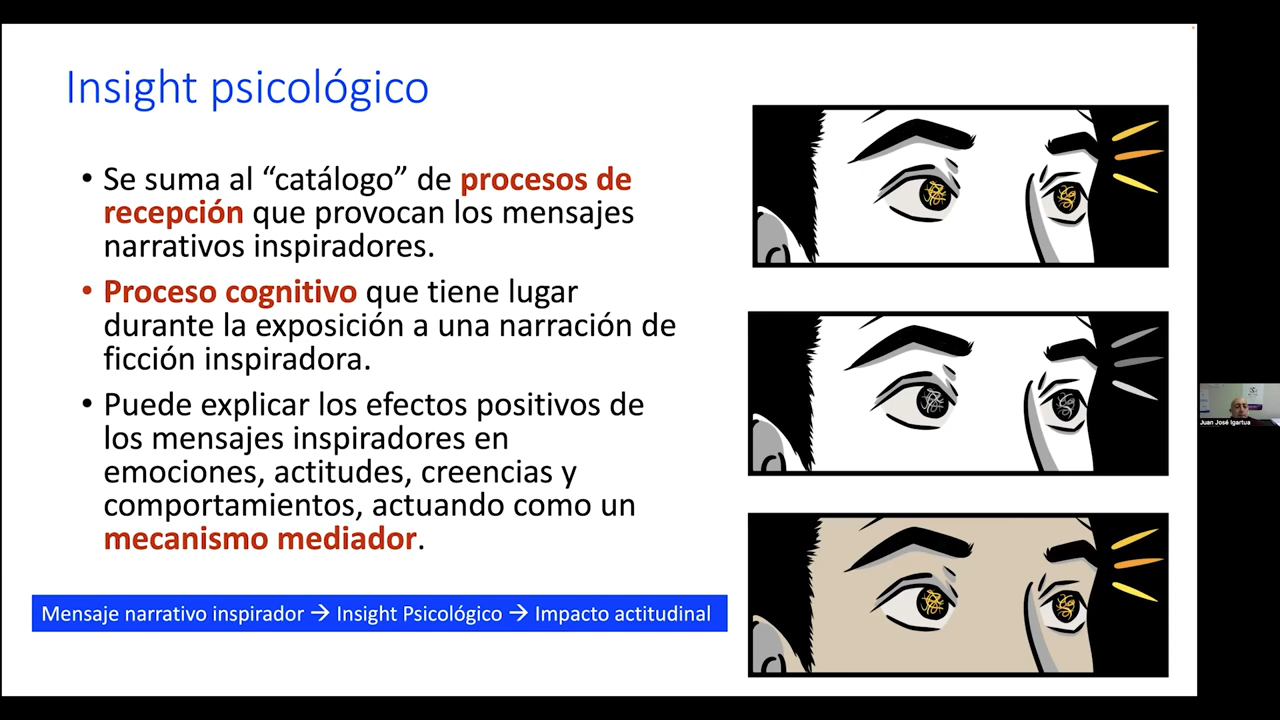 Insight psicológico
• Se suma al “catálogo” de procesos de
recepción que provocan los mensajes
narrativos inspiradores.
• Proceso cognitivo que tiene lugar
durante la exposición a una narración de
ficción inspiradora.
• Puede explicar los efectos positivos de
los mensajes inspiradores en
emociones, actitudes, creencias y
comportamientos, actuando como un
mecanismo mediador.
Mensaje narrativo inspirador → Insight Psicológico → Impacto actitudinal
Juan José Igartua